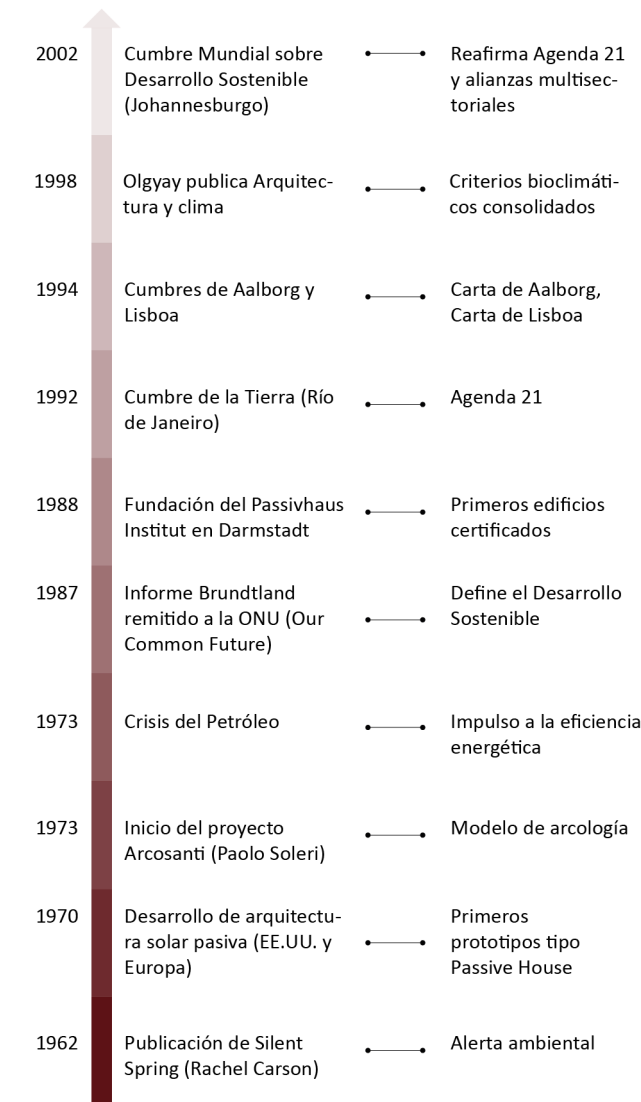 2002
Cumbre Mundial sobre
Desarrollo Sostenible
(Johannesburgo)
Reafirma Agenda 21
y alianzas multisec-
toriales
1998
Olgyay publica Arquitec-
tura y clima
Criterios bioclimáti-
cos consolidados
1994
Cumbres de Aalborg y
Lisboa
Carta de Aalborg,
Carta de Lisboa
1992
Cumbre de la Tierra (Río
de Janeiro)
Agenda 21
1988
Fundación del Passivhaus
Institut en Darmstadt
Primeros edificios
certificados
1987
Informe Brundtland
remitido a la ONU (Our
Common Future)
Define el Desarrollo
Sostenible
1973
Crisis del Petróleo
Impulso a la eficiencia
energética
1973
Inicio del proyecto
Arcosanti (Paolo Soleri)
Modelo de arcología
1970
Desarrollo de arquitectu-
ra solar pasiva (EE.UU. y
Europa)
Primeros
prototipos tipo
Passive House
1962
Publicación de Silent
Spring (Rachel Carson)
Alerta ambiental